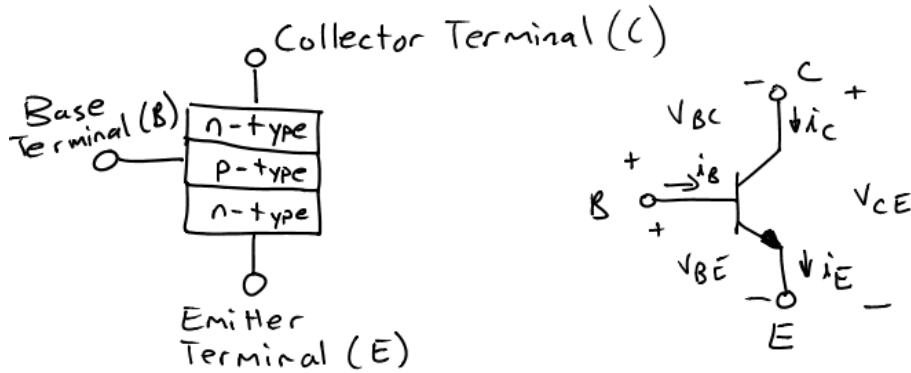 Collector Terminal (C)
Base
Terminal (B)
n-type
p-type
n-type
Emitter
Terminal (E)
- C +
VBC
iC
+
iB
B
VCE
+
VBE
iE
-
-
E